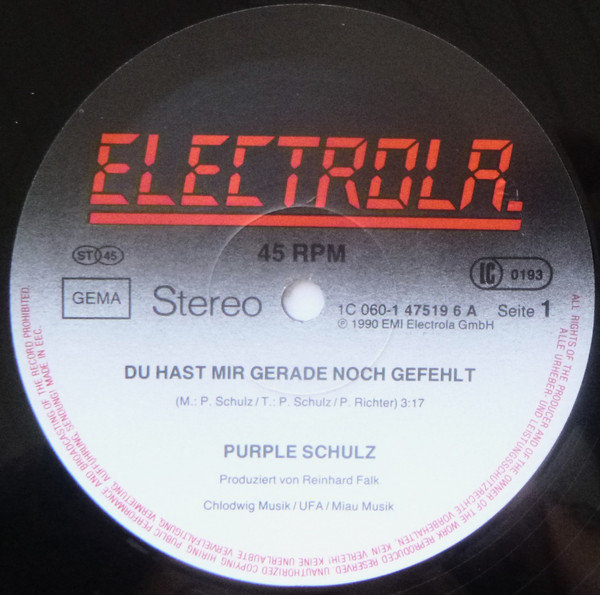 ELECTROLA.
45 RPM
ST 45
LC 0193
GEMA
Stereo
1C 060-1 47519 6 A
Seite 1
℗ 1990 EMI Electrola GmbH
DU HAST MIR GERADE NOCH GEFEHLT
(M.: P. Schulz/T.: P. Schulz/P. Richter) 3:17
PURPLE SCHULZ
Produziert von Reinhard Falk
Chlodwig Musik/UFA/Miau Musik
ALL RIGHTS OF THE PRODUCER AND OF THE OWNER OF THE WORK REPRODUCED RESERVED. UNAUTHORIZED COPYING HIRING PUBLIC PERFORMANCE AND BROADCASTING OF THE RECORD PROHIBITED.
ALLE URHEBER- UND LEISTUNGSSCHUTZRECHTE VORBEHALTEN. KEIN VERLEIH! KEINE UNERLAUBTE VERVIELFÄLTIGUNG, VERMIETUNG, AUFFÜHRUNG, SENDUNG! MADE IN EEC.